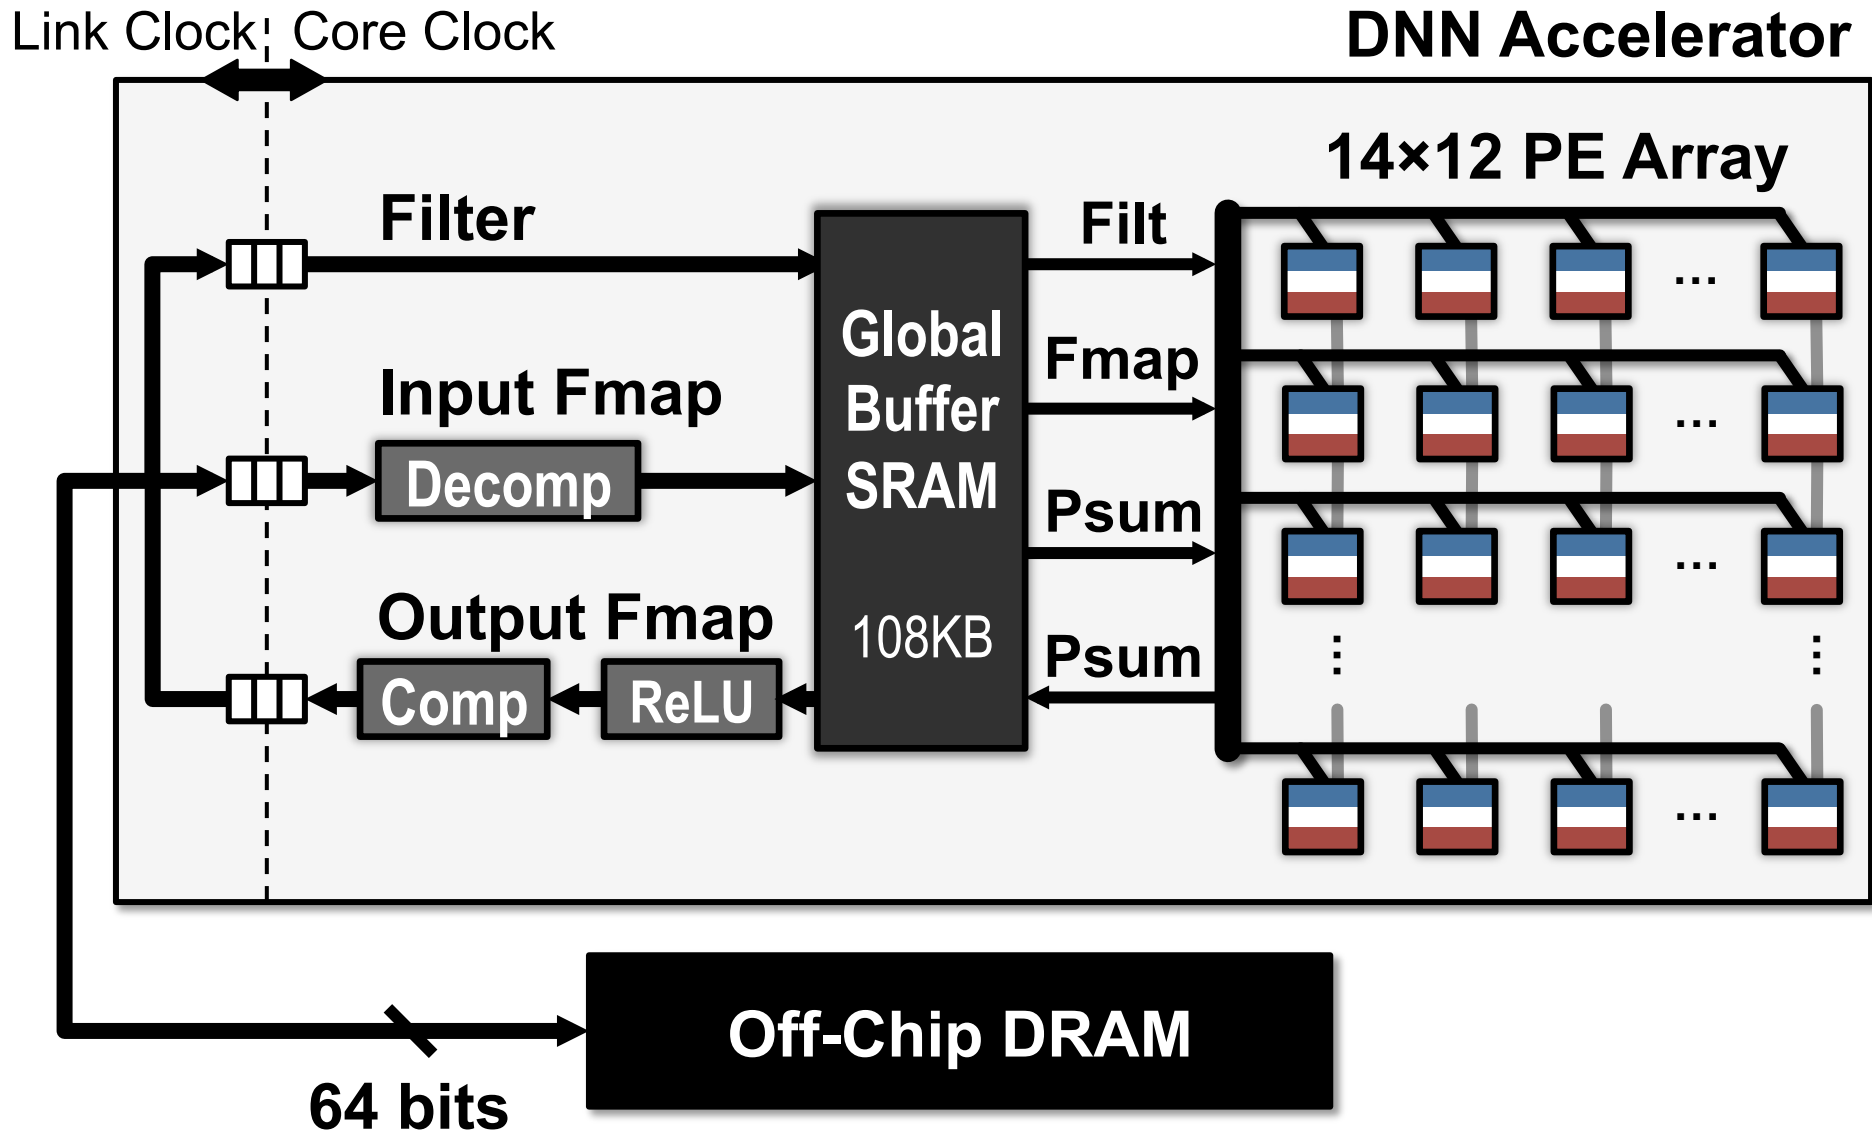 Link Clock
Core Clock
DNN Accelerator
14×12 PE Array
Filter
Filt
Input Fmap
Decomp
Global
Buffer
SRAM
108KB
Fmap
Psum
Output Fmap
Comp
ReLU
Psum
...
...
...
...
...
...
Off-Chip DRAM
64 bits